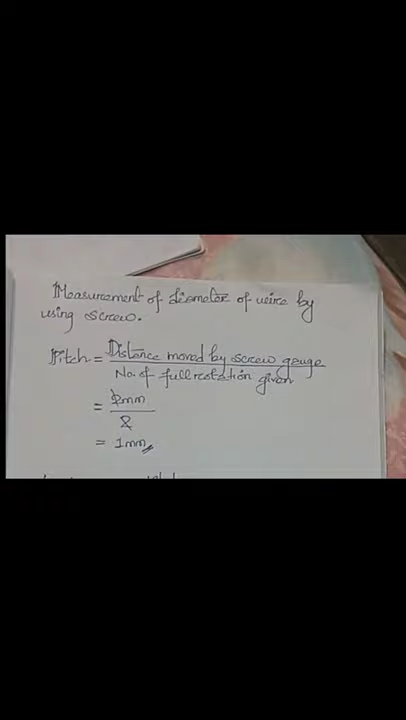 Measurement of diameter of wire by
using screw.
Pitch = Distance moved by screw gauge
No. of full rotation given
= 2mm
2
= 1mm